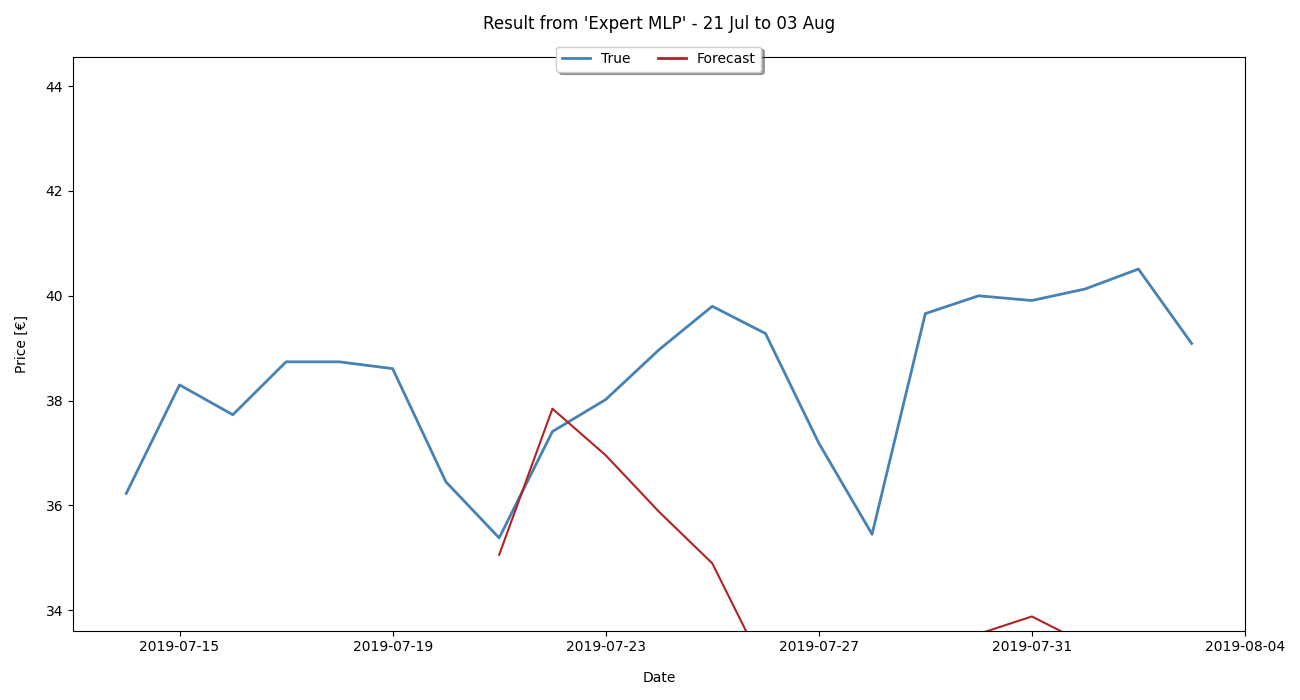 Result from 'Expert MLP' - 21 Jul to 03 Aug
True Forecast
44
42
40
38
36
34
Price [€]
2019-07-15 2019-07-19 2019-07-23 2019-07-27 2019-07-31 2019-08-04
Date